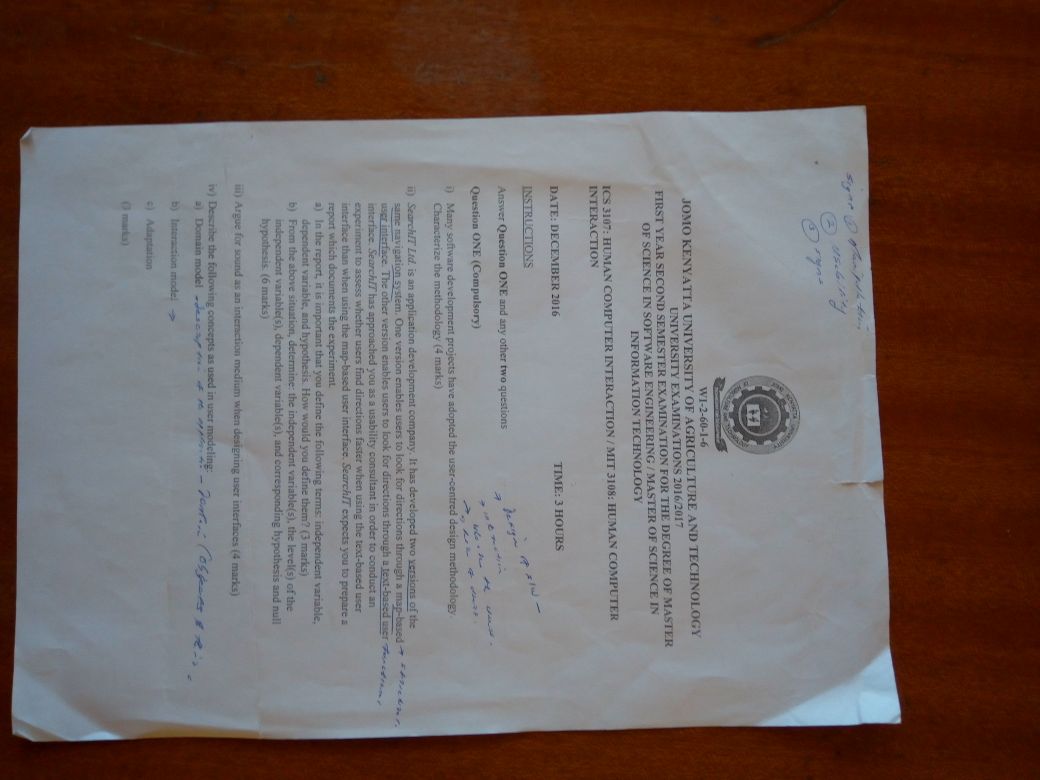 signs ①
② usability
③ signs
JOMO KENYATTA UNIVERSITY
OF AGRICULTURE AND TECHNOLOGY
W1-2-60-1-6
JOMO KENYATTA UNIVERSITY OF AGRICULTURE AND TECHNOLOGY
UNIVERSITY EXAMINATIONS 2016/2017
FIRST YEAR SECOND SEMESTER EXAMINATION FOR THE DEGREE OF MASTER
OF SCIENCE IN SOFTWARE ENGINEERING / MASTER OF SCIENCE IN
INFORMATION TECHNOLOGY
ICS 3107: HUMAN COMPUTER INTERACTION / MIT 3108: HUMAN COMPUTER
INTERACTION
DATE: DECEMBER 2016 TIME: 3 HOURS
INSTRUCTIONS
Answer Question ONE and any other two questions
→ design of s/w –
Question ONE (Compulsory)
i) Many software development projects have adopted the user-centred design methodology.
Characterize the methodology (4 marks)
ii) SearchIT Ltd. is an application development company. It has developed two versions of the
same navigation system. One version enables users to look for directions through a map-based
user interface. The other version enables users to look for directions through a text-based user
interface. SearchIT has approached you as a usability consultant in order to conduct an
experiment to assess whether users find directions faster when using the text-based user
interface than when using the map-based user interface. SearchIT expects you to prepare a
report which documents the experiment.
a) In the report, it is important that you define the following terms: independent variable,
dependent variable, and hypothesis. How would you define them? (3 marks)
b) From the above situation, determine: the independent variable(s), the level(s) of the
independent variable(s), dependent variable(s), and corresponding hypothesis and null
hypothesis. (6 marks)
iii) Argue for sound as an interaction medium when designing user interfaces (4 marks)
iv) Describe the following concepts as used in user modeling:
a) Domain model → description of the application – domain (objects &
b) Interaction model →
c) Adaptation
(3 marks)